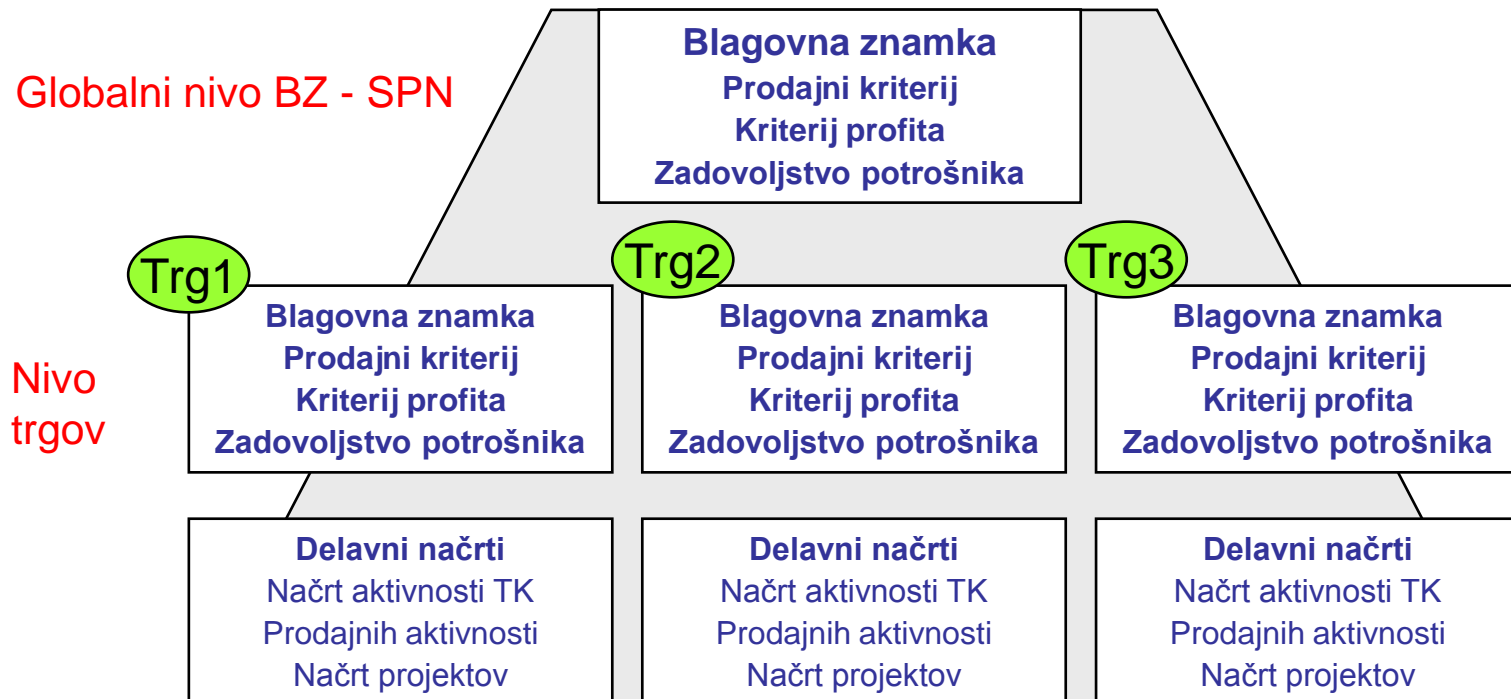 Globalni nivo BZ - SPN
Blagovna znamka
Prodajni kriterij
Kriterij profita
Zadovoljstvo potrošnika
Nivo
trgov
Trg1
Blagovna znamka
Prodajni kriterij
Kriterij profita
Zadovoljstvo potrošnika
Trg2
Blagovna znamka
Prodajni kriterij
Kriterij profita
Zadovoljstvo potrošnika
Trg3
Blagovna znamka
Prodajni kriterij
Kriterij profita
Zadovoljstvo potrošnika
Delavni načrti
Načrt aktivnosti TK
Prodajnih aktivnosti
Načrt projektov
Delavni načrti
Načrt aktivnosti TK
Prodajnih aktivnosti
Načrt projektov
Delavni načrti
Načrt aktivnosti TK
Prodajnih aktivnosti
Načrt projektov